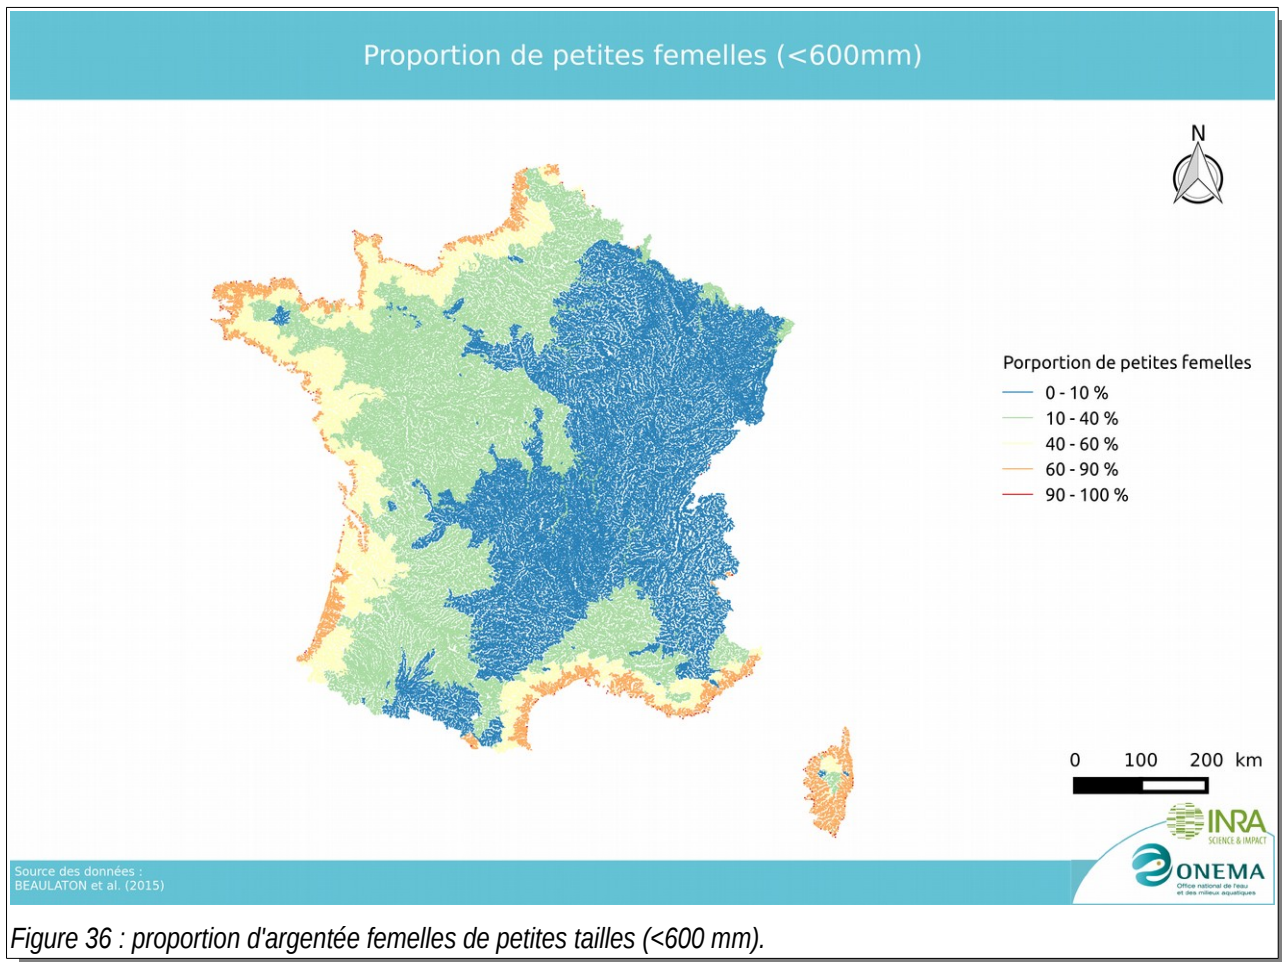 Proportion de petites femelles (<600mm)
N
Porportion de petites femelles
0 - 10 %
10 - 40 %
40 - 60 %
60 - 90 %
90 - 100 %
0 100 200 km
INRA
SCIENCE & IMPACT
ONEMA
Office national de l'eau
et des milieux aquatiques
Source des données :
BEAULATON et al. (2015)
Figure 36 : proportion d'argentée femelles de petites tailles (<600 mm).